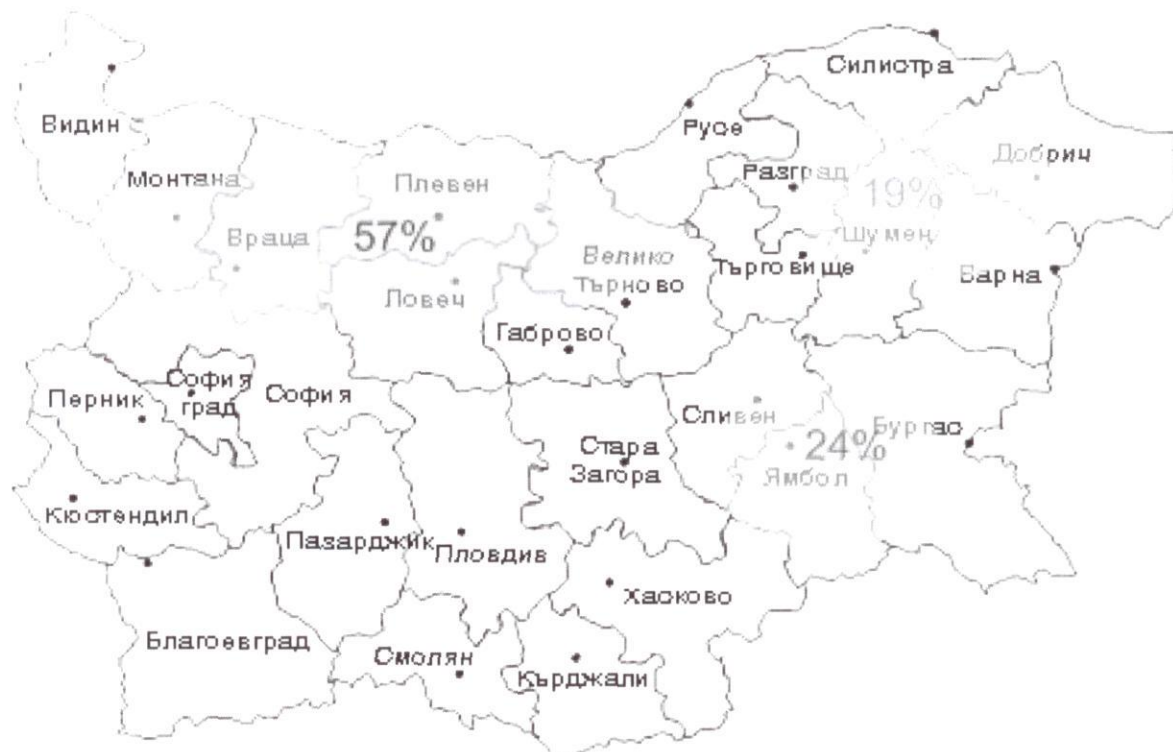 Силистра
Видин
Русе
Добрич
Монтана
Плевен
Разград
19%
Враца
57%
Шумен
Велико
Търново
Търговище
Варна
Ловеч
Габрово
София
град
София
Перник
Сливен
Бургас
Стара
Загора
24%
Ямбол
Кюстендил
Пазарджик
Пловдив
Хасково
Благоевград
Смолян
Кърджали